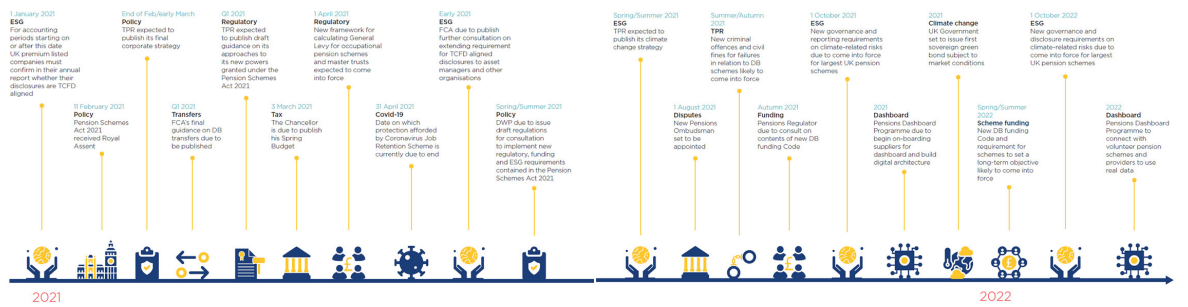 1 January 2021
ESG
For accounting
periods starting on
or after this date
UK premium listed
companies must
confirm in their annual
report whether their
disclosures are TCFD
aligned
11 February 2021
Policy
Pension Schemes
Act 2021
received Royal
Assent
End of Feb/early March
Policy
TPR expected to
publish its final
corporate strategy
Q1 2021
Transfers
FCA's final
guidance on DB
transfers due to
be published
Q1 2021
Regulatory
TPR expected
to publish draft
guidance on its
approaches to
its new powers
granted under the
Pension Schemes
Act 2021
3 March 2021
Tax
The Chancellor
is due to publish
his Spring
Budget
1 April 2021
Regulatory
New framework for
calculating General
Levy for occupational
pension schemes and
master trusts
expected to come
into force
31 April 2021
Covid-19
Date on which
protection afforded
by Coronavirus Job
Retention Scheme is
currently due to end
Early 2021
ESG
FCA due to publish
further consultation on
extending requirement
for TCFD aligned
disclosures to asset
managers and other
organisations
Spring/Summer 2021
Policy
DWP due to issue
draft regulations
for consultation
to implement new
regulatory, funding
and ESG requirements
contained in the Pension
Schemes Act 2021
Spring/Summer 2021
ESG
TPR expected to
publish its climate
change strategy
1 August 2021
Disputes
New Pensions
Ombudsman
set to be
appointed
Summer/Autumn
2021
TPR
New criminal
offences and civil
fines for failures
in relation to DB
schemes likely to
come into force
Autumn 2021
Funding
Pensions Regulator
due to consult on
contents of new DB
funding Code
1 October 2021
ESG
New governance and
reporting requirements
on climate-related risks
due to come into force
for largest UK pension
schemes
2021
Dashboard
Pensions Dashboard
Programme due to
begin on-boarding
suppliers for
dashboard and build
digital architecture
2021
Climate change
UK Government
set to issue first
sovereign green
bond subject to
market conditions
Spring/Summer
2022
Scheme funding
New DB funding
Code and
requirement for
schemes to set a
long-term objective
likely to come into
force
1 October 2022
ESG
New governance and
disclosure requirements on
climate-related risks due to
come into force for largest
UK pension schemes
2022
Dashboard
Pensions Dashboard
Programme to
connect with
volunteer pension
schemes and
providers to use
real data
£
£
£
2021
2022